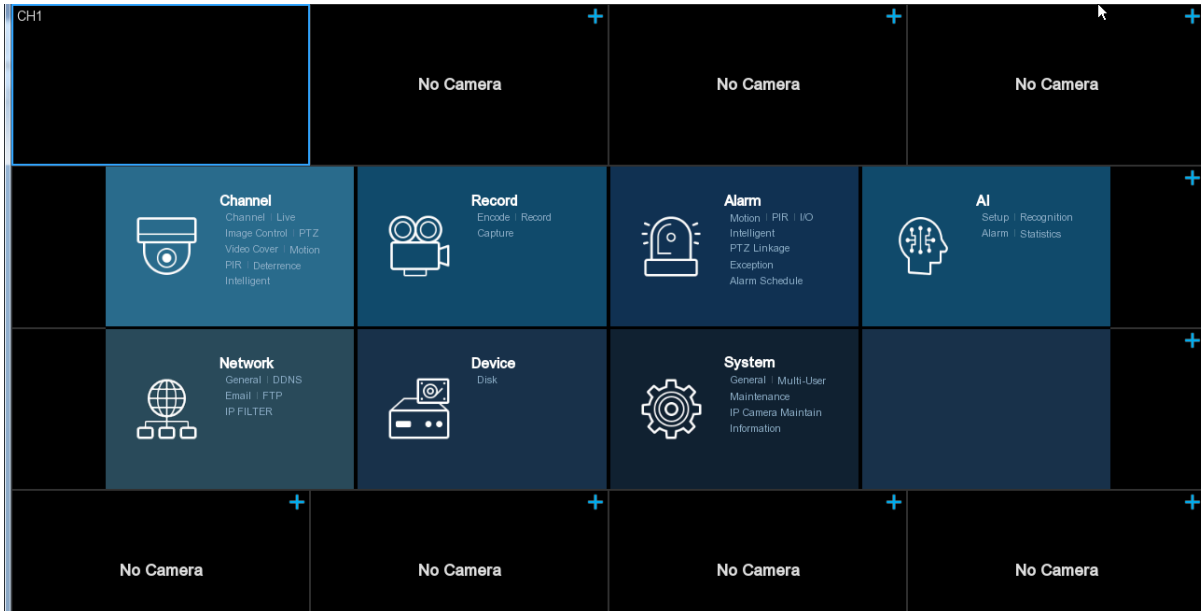 CH1
No Camera
No Camera
No Camera
Channel
Channel | Live
Image Control | PTZ
Video Cover | Motion
PIR | Deterrence
Intelligent
Record
Encode | Record
Capture
Alarm
Motion | PIR | I/O
Intelligent
PTZ Linkage
Exception
Alarm Schedule
AI
Setup | Recognition
Alarm | Statistics
Network
General | DDNS
Email | FTP
IP FILTER
Device
Disk
System
General | Multi-User
Maintenance
IP Camera Maintain
Information
No Camera
No Camera
No Camera
No Camera